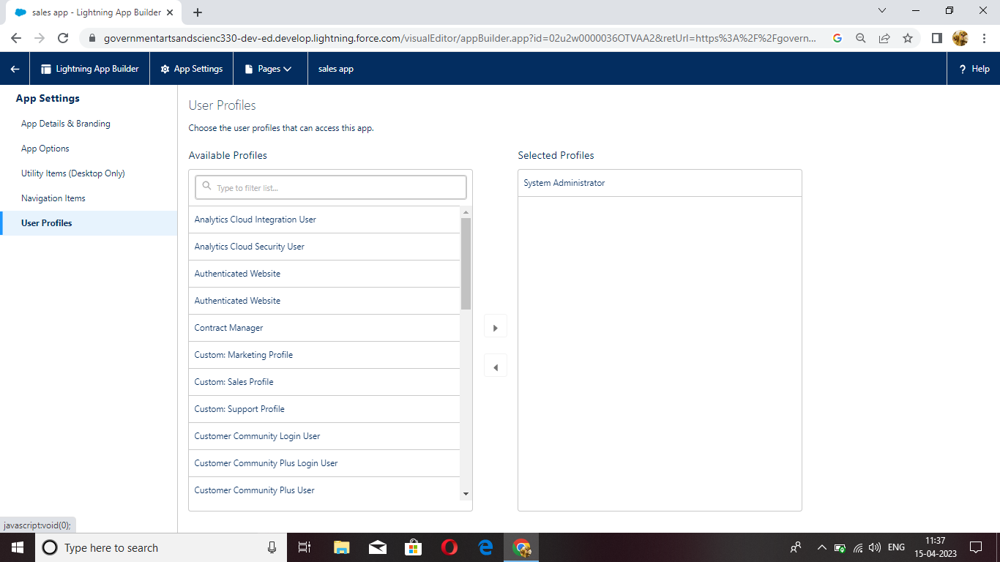 sales app - Lightning App Builder
governmentartsandscienc330-dev-ed.develop.lightning.force.com/visualEditor/appBuilder.app?id=02u2w0000036OTVAA2&retUrl=https%3A%2F%2Fgovern...
Lightning App Builder
App Settings
Pages
sales app
? Help
App Settings
App Details & Branding
App Options
Utility Items (Desktop Only)
Navigation Items
User Profiles
User Profiles
Choose the user profiles that can access this app.
Available Profiles
Type to filter list...
Analytics Cloud Integration User
Analytics Cloud Security User
Authenticated Website
Authenticated Website
Contract Manager
Custom: Marketing Profile
Custom: Sales Profile
Custom: Support Profile
Customer Community Login User
Customer Community Plus Login User
Customer Community Plus User
Selected Profiles
System Administrator
javascript:void(0);
Type here to search
ENG
11:37
15-04-2023